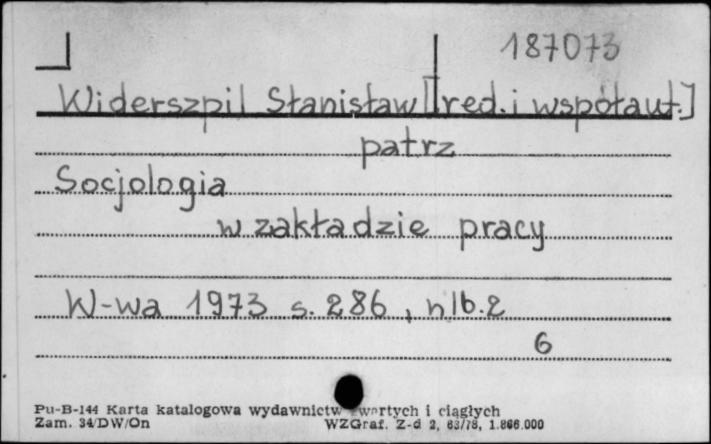 187073
Widerszpil Stanisław [red. i współaut.]
patrz
Socjologia
w zakładzie pracy
W-wa 1973 s. 286, nlb. 2
6
Pu-B-144 Karta katalogowa wydawnictw zwartych i ciągłych
Zam. 34/DW/On WZGraf. Z-d 2, 63/78, 1.866.000